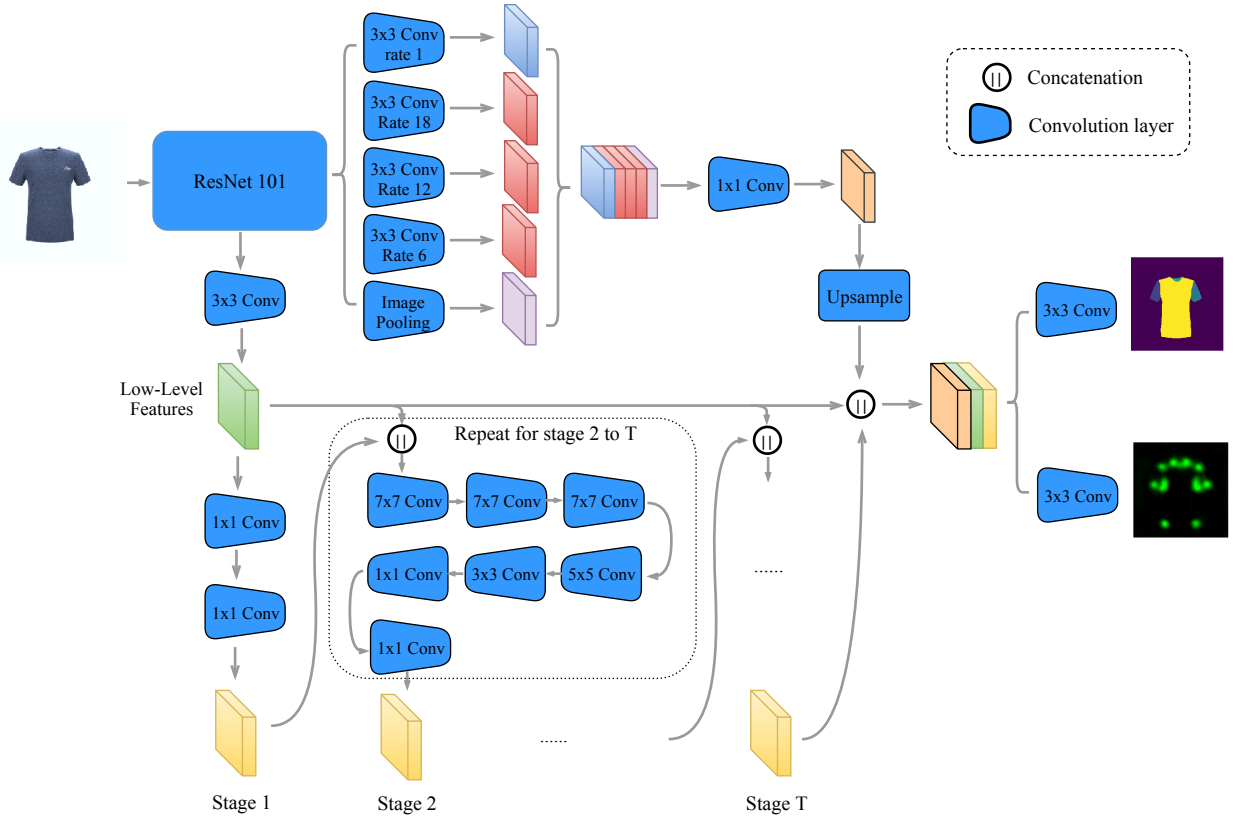 3x3 Conv
rate 1
3x3 Conv
Rate 18
3x3 Conv
Rate 12
3x3 Conv
Rate 6
Image
Pooling
ResNet 101
1x1 Conv
||
Concatenation
Convolution layer
3x3 Conv
Upsample
3x3 Conv
Low-Level
Features
||
||
||
Repeat for stage 2 to T
7x7 Conv
7x7 Conv
7x7 Conv
3x3 Conv
1x1 Conv
1x1 Conv
3x3 Conv
5x5 Conv
......
1x1 Conv
1x1 Conv
......
Stage 1
Stage 2
Stage T